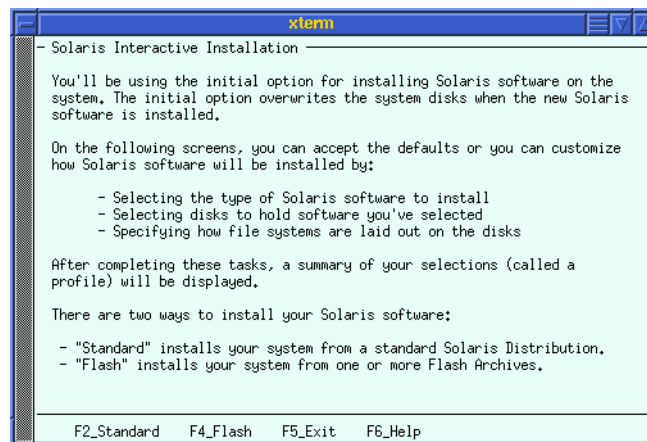 xterm
Solaris Interactive Installation
You'll be using the initial option for installing Solaris software on the
system. The initial option overwrites the system disks when the new Solaris
software is installed.
On the following screens, you can accept the defaults or you can customize
how Solaris software will be installed by:
- Selecting the type of Solaris software to install
- Selecting disks to hold software you've selected
- Specifying how file systems are laid out on the disks
After completing these tasks, a summary of your selections (called a
profile) will be displayed.
There are two ways to install your Solaris software:
- "Standard" installs your system from a standard Solaris Distribution.
- "Flash" installs your system from one or more Flash Archives.
F2_Standard F4_Flash F5_Exit F6_Help